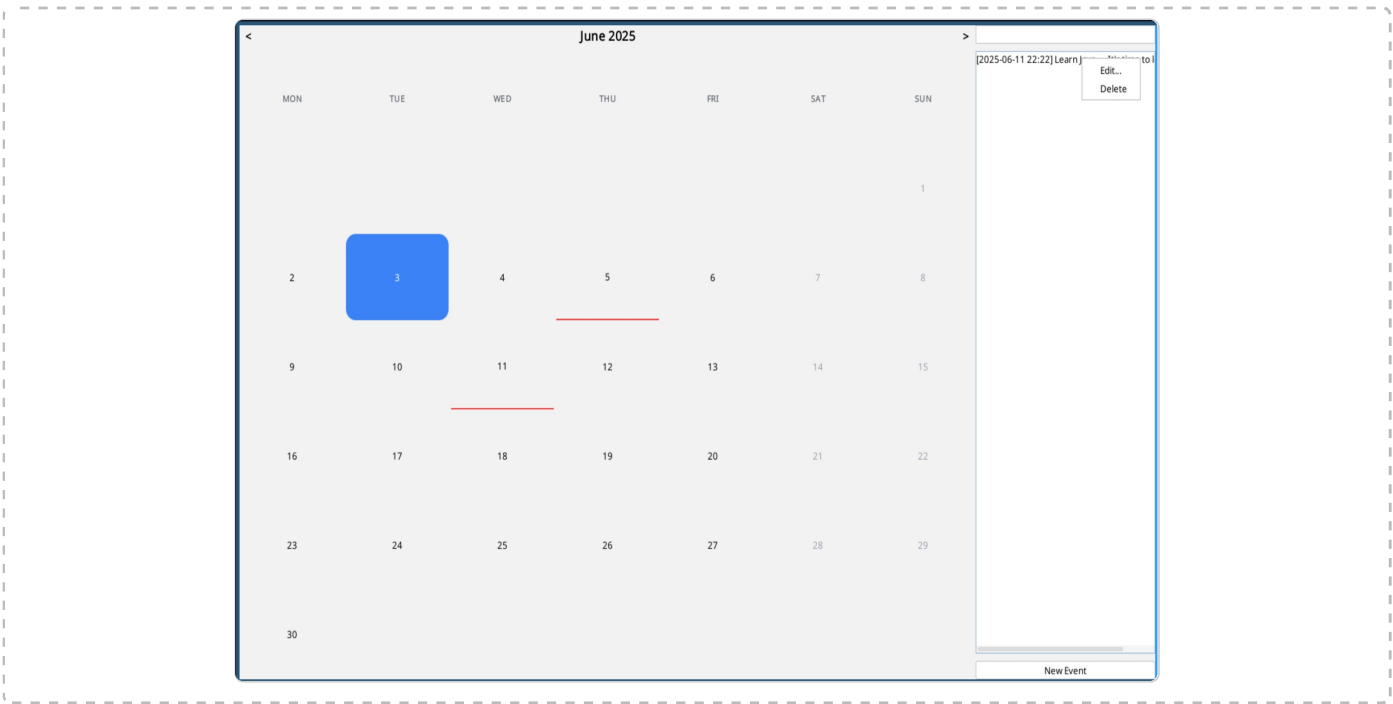 < June 2025 >
[2025-06-11 22:22] Learn to
Edit...
Delete
MON TUE WED THU FRI SAT SUN
1
2 3 4 5 6 7 8
9 10 11 12 13 14 15
16 17 18 19 20 21 22
23 24 25 26 27 28 29
30
New Event